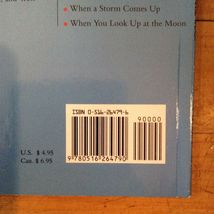 • When a Storm Comes Up
• When You Look Up at the Moon
ISBN 0-516-26479-6
90000
U.S. $ 4.95
Can. $ 6.95
9 780516 264790